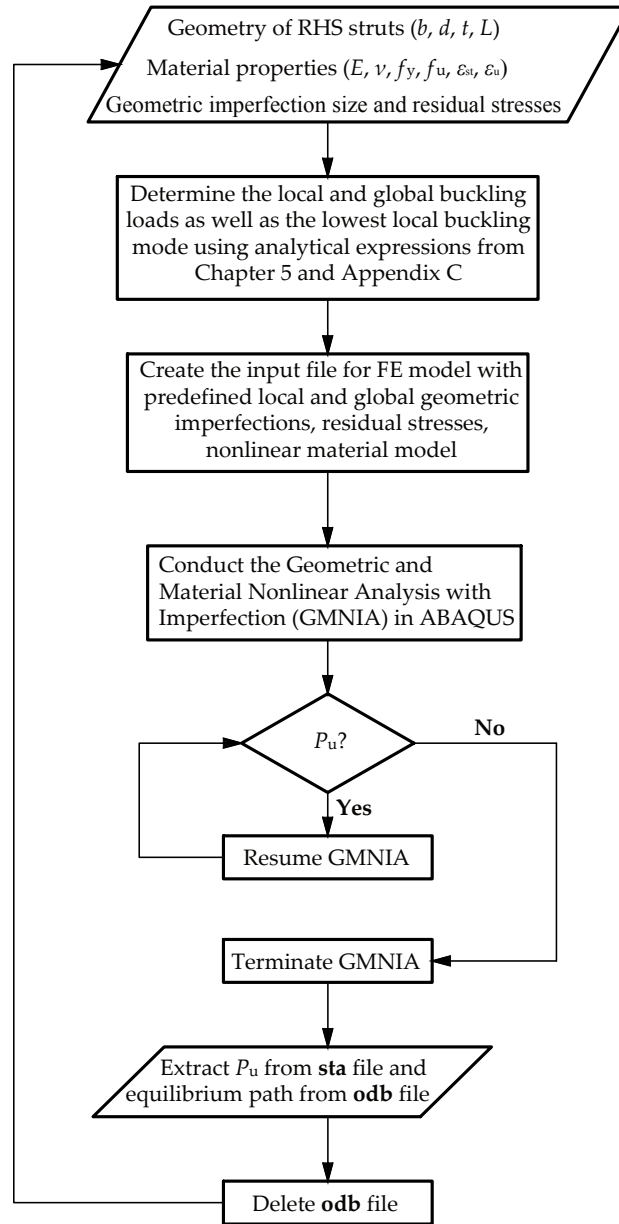 Geometry of RHS struts (b, d, t, L)
Material properties (E, ν, fy, fu, εst, εu)
Geometric imperfection size and residual stresses
Determine the local and global buckling
loads as well as the lowest local buckling
mode using analytical expressions from
Chapter 5 and Appendix C
Create the input file for FE model with
predefined local and global geometric
imperfections, residual stresses,
nonlinear material model
Conduct the Geometric and
Material Nonlinear Analysis with
Imperfection (GMNIA) in ABAQUS
Pu?
No
Yes
Resume GMNIA
Terminate GMNIA
Extract Pu from sta file and
equilibrium path from odb file
Delete odb file